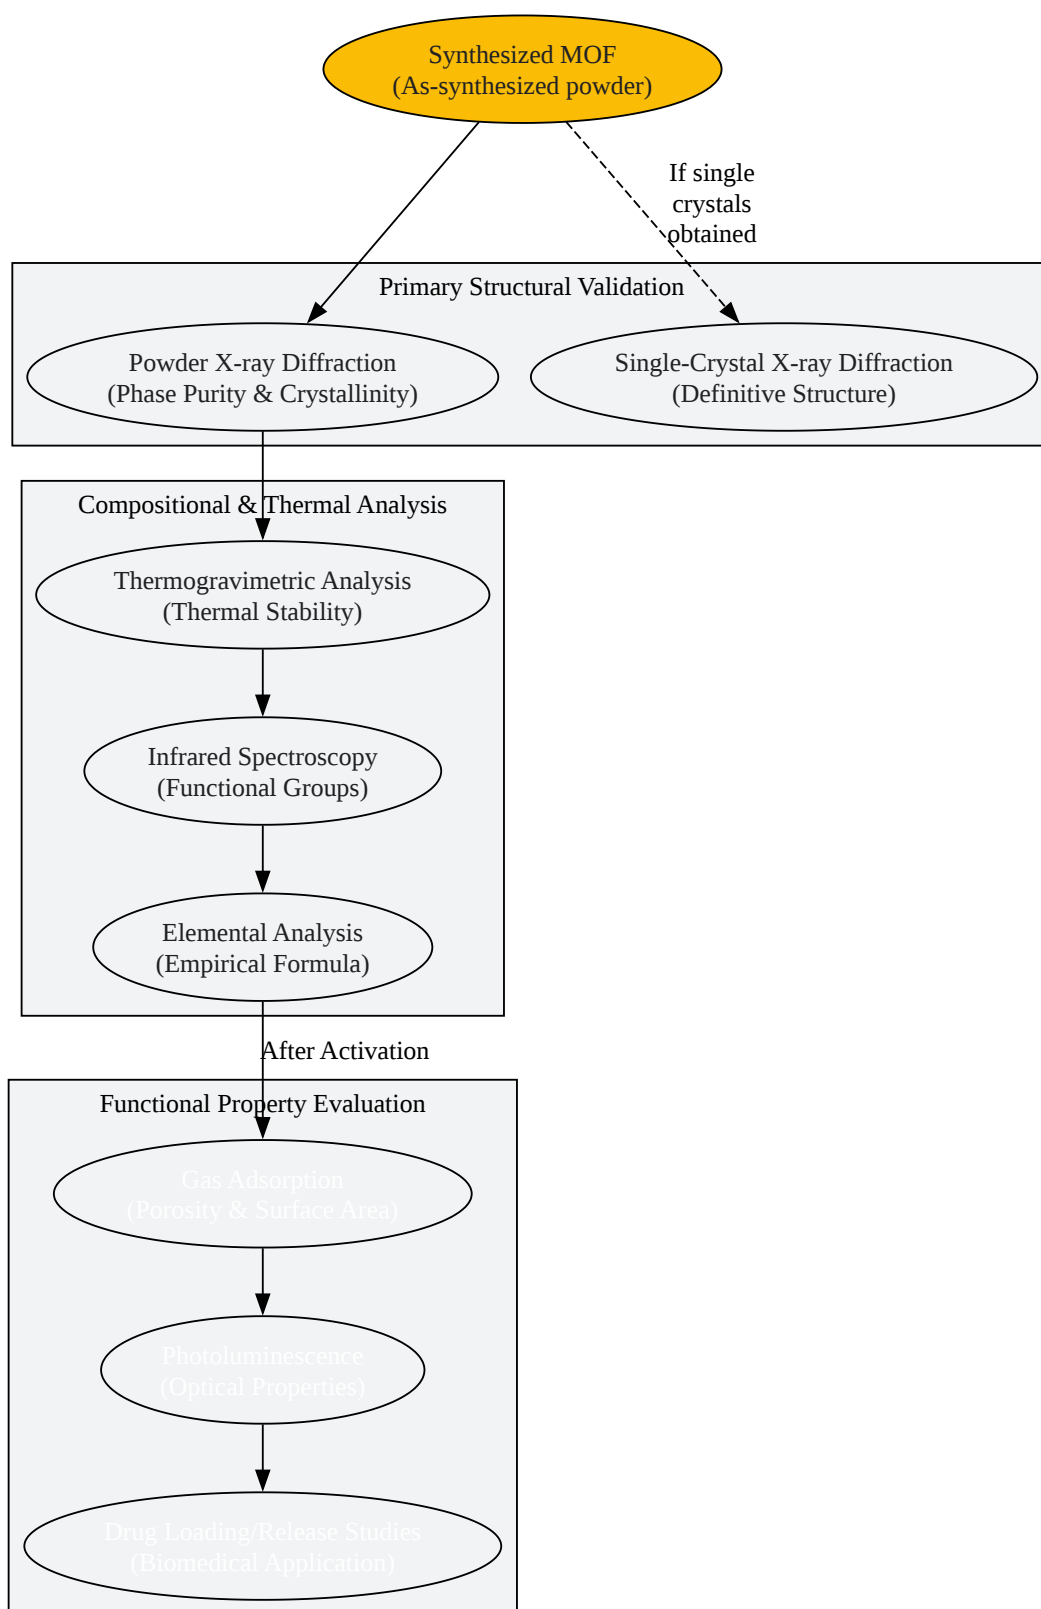 Synthesized MOF
(As-synthesized powder)
If single
crystals
obtained
Primary Structural Validation
Powder X-ray Diffraction
(Phase Purity & Crystallinity)
Single-Crystal X-ray Diffraction
(Definitive Structure)
Compositional & Thermal Analysis
Thermogravimetric Analysis
(Thermal Stability)
Infrared Spectroscopy
(Functional Groups)
Elemental Analysis
(Empirical Formula)
After Activation
Functional Property Evaluation
Gas Adsorption
(Porosity & Surface Area)
Photoluminescence
(Optical Properties)
Drug Loading/Release Studies
(Biomedical Application)